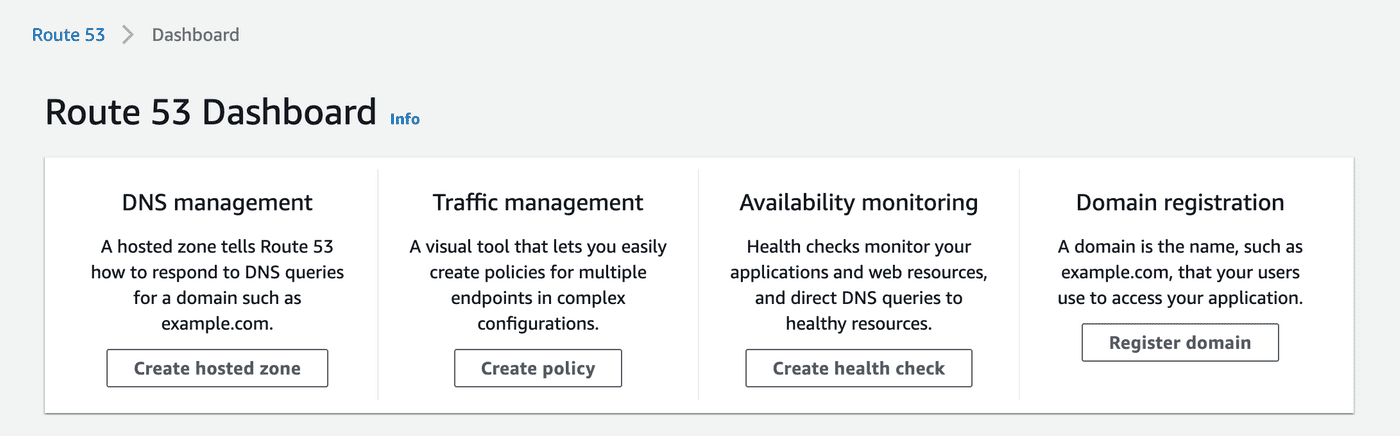 Route 53 > Dashboard
Route 53 Dashboard Info
DNS management
A hosted zone tells Route 53
how to respond to DNS queries
for a domain such as
example.com.
Create hosted zone
Traffic management
A visual tool that lets you easily
create policies for multiple
endpoints in complex
configurations.
Create policy
Availability monitoring
Health checks monitor your
applications and web resources,
and direct DNS queries to
healthy resources.
Create health check
Domain registration
A domain is the name, such as
example.com, that your users
use to access your application.
Register domain